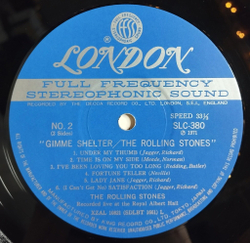 LONDON
FULL FREQUENCY
STEREOPHONIC SOUND
RECORDED BY THE DECCA RECORD CO. LTD. LONDON, S.W.9, ENGLAND
SPEED 33⅓
NO. 2
SLC-380
℗ 1971
"GIMME SHELTER/THE ROLLING STONES"
1. UNDER MY THUMB (Jagger, Richard)
2. TIME IS ON MY SIDE (Meade, Norman)
3. I'VE BEEN LOVING YOU TOO LONG (Redding, Butler)
4. FORTUNE TELLER (Neville)
5. LADY JANE (Jagger, Richard)
6. (I Can't Get No) SATISFACTION (Jagger, Richard)
THE ROLLING STONES
Recorded live at the Royal Albert Hall